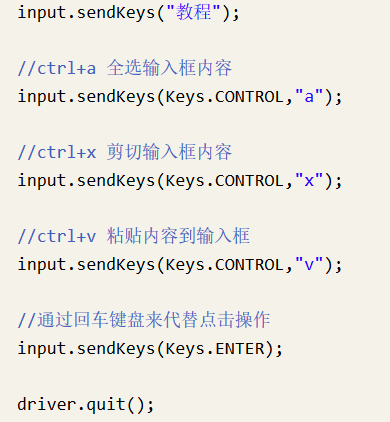 input.sendKeys("教程");
//ctrl+a 全选输入框内容
input.sendKeys(Keys.CONTROL,"a");
//ctrl+x 剪切输入框内容
input.sendKeys(Keys.CONTROL,"x");
//ctrl+v 粘贴内容到输入框
input.sendKeys(Keys.CONTROL,"v");
//通过回车键盘来代替点击操作
input.sendKeys(Keys.ENTER);
driver.quit();